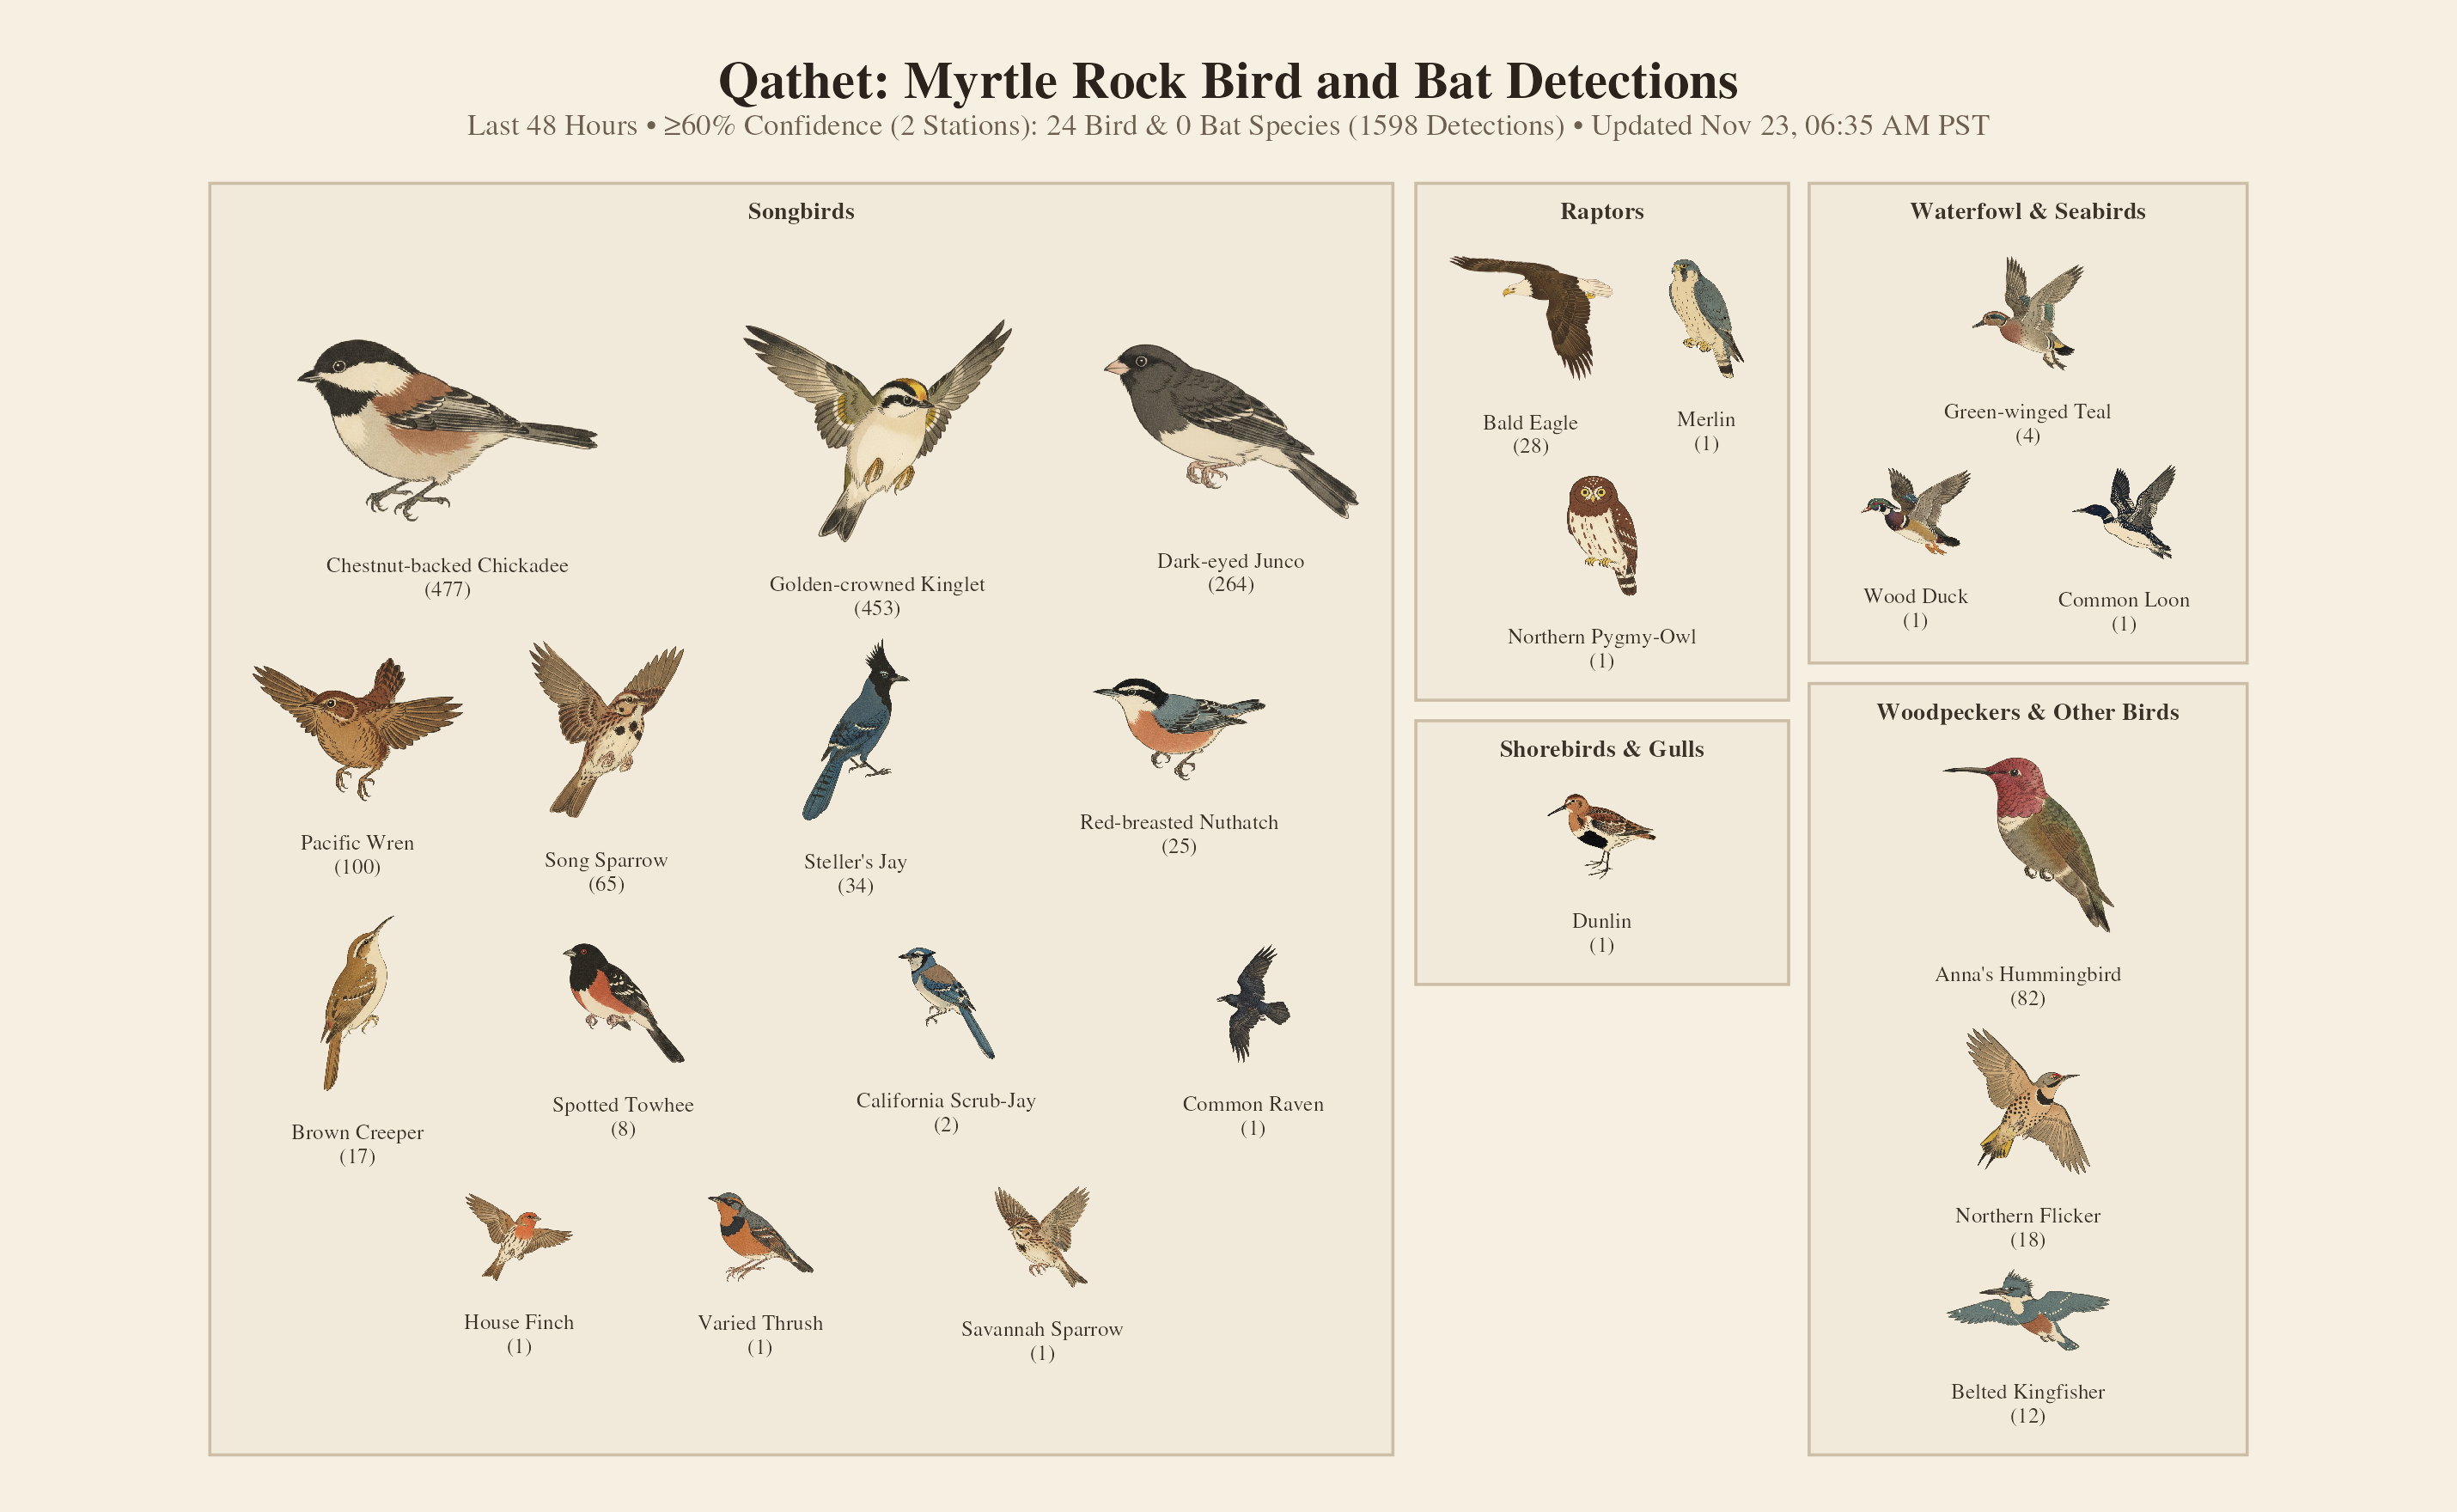 Qathet: Myrtle Rock Bird and Bat Detections
Last 48 Hours • ≥60% Confidence (2 Stations): 24 Bird & 0 Bat Species (1598 Detections) • Updated Nov 23, 06:35 AM PST
Songbirds
Chestnut-backed Chickadee
(477)
Golden-crowned Kinglet
(453)
Dark-eyed Junco
(264)
Pacific Wren
(100)
Song Sparrow
(65)
Steller's Jay
(34)
Red-breasted Nuthatch
(25)
Brown Creeper
(17)
Spotted Towhee
(8)
California Scrub-Jay
(2)
Common Raven
(1)
House Finch
(1)
Varied Thrush
(1)
Savannah Sparrow
(1)
Raptors
Bald Eagle
(28)
Merlin
(1)
Northern Pygmy-Owl
(1)
Shorebirds & Gulls
Dunlin
(1)
Waterfowl & Seabirds
Green-winged Teal
(4)
Wood Duck
(1)
Common Loon
(1)
Woodpeckers & Other Birds
Anna's Hummingbird
(82)
Northern Flicker
(18)
Belted Kingfisher
(12)